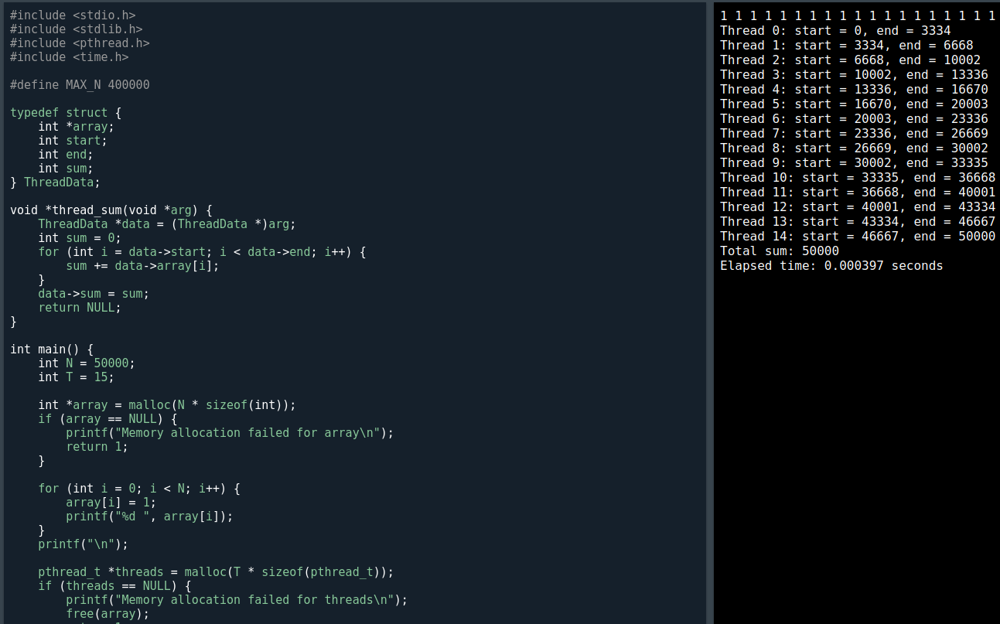 #include <stdio.h>
#include <stdlib.h>
#include <pthread.h>
#include <time.h>

#define MAX_N 400000

typedef struct {
    int *array;
    int start;
    int end;
    int sum;
} ThreadData;

void *thread_sum(void *arg) {
    ThreadData *data = (ThreadData *)arg;
    int sum = 0;
    for (int i = data->start; i < data->end; i++) {
        sum += data->array[i];
    }
    data->sum = sum;
    return NULL;
}

int main() {
    int N = 50000;
    int T = 15;

    int *array = malloc(N * sizeof(int));
    if (array == NULL) {
        printf("Memory allocation failed for array\n");
        return 1;
    }

    for (int i = 0; i < N; i++) {
        array[i] = 1;
        printf("%d ", array[i]);
    }
    printf("\n");

    pthread_t *threads = malloc(T * sizeof(pthread_t));
    if (threads == NULL) {
        printf("Memory allocation failed for threads\n");
        free(array);

1 1 1 1 1 1 1 1 1 1 1 1 1 1 1 1 1 1 1
Thread 0: start = 0, end = 3334
Thread 1: start = 3334, end = 6668
Thread 2: start = 6668, end = 10002
Thread 3: start = 10002, end = 13336
Thread 4: start = 13336, end = 16670
Thread 5: start = 16670, end = 20003
Thread 6: start = 20003, end = 23336
Thread 7: start = 23336, end = 26669
Thread 8: start = 26669, end = 30002
Thread 9: start = 30002, end = 33335
Thread 10: start = 33335, end = 36668
Thread 11: start = 36668, end = 40001
Thread 12: start = 40001, end = 43334
Thread 13: start = 43334, end = 46667
Thread 14: start = 46667, end = 50000
Total sum: 50000
Elapsed time: 0.000397 seconds